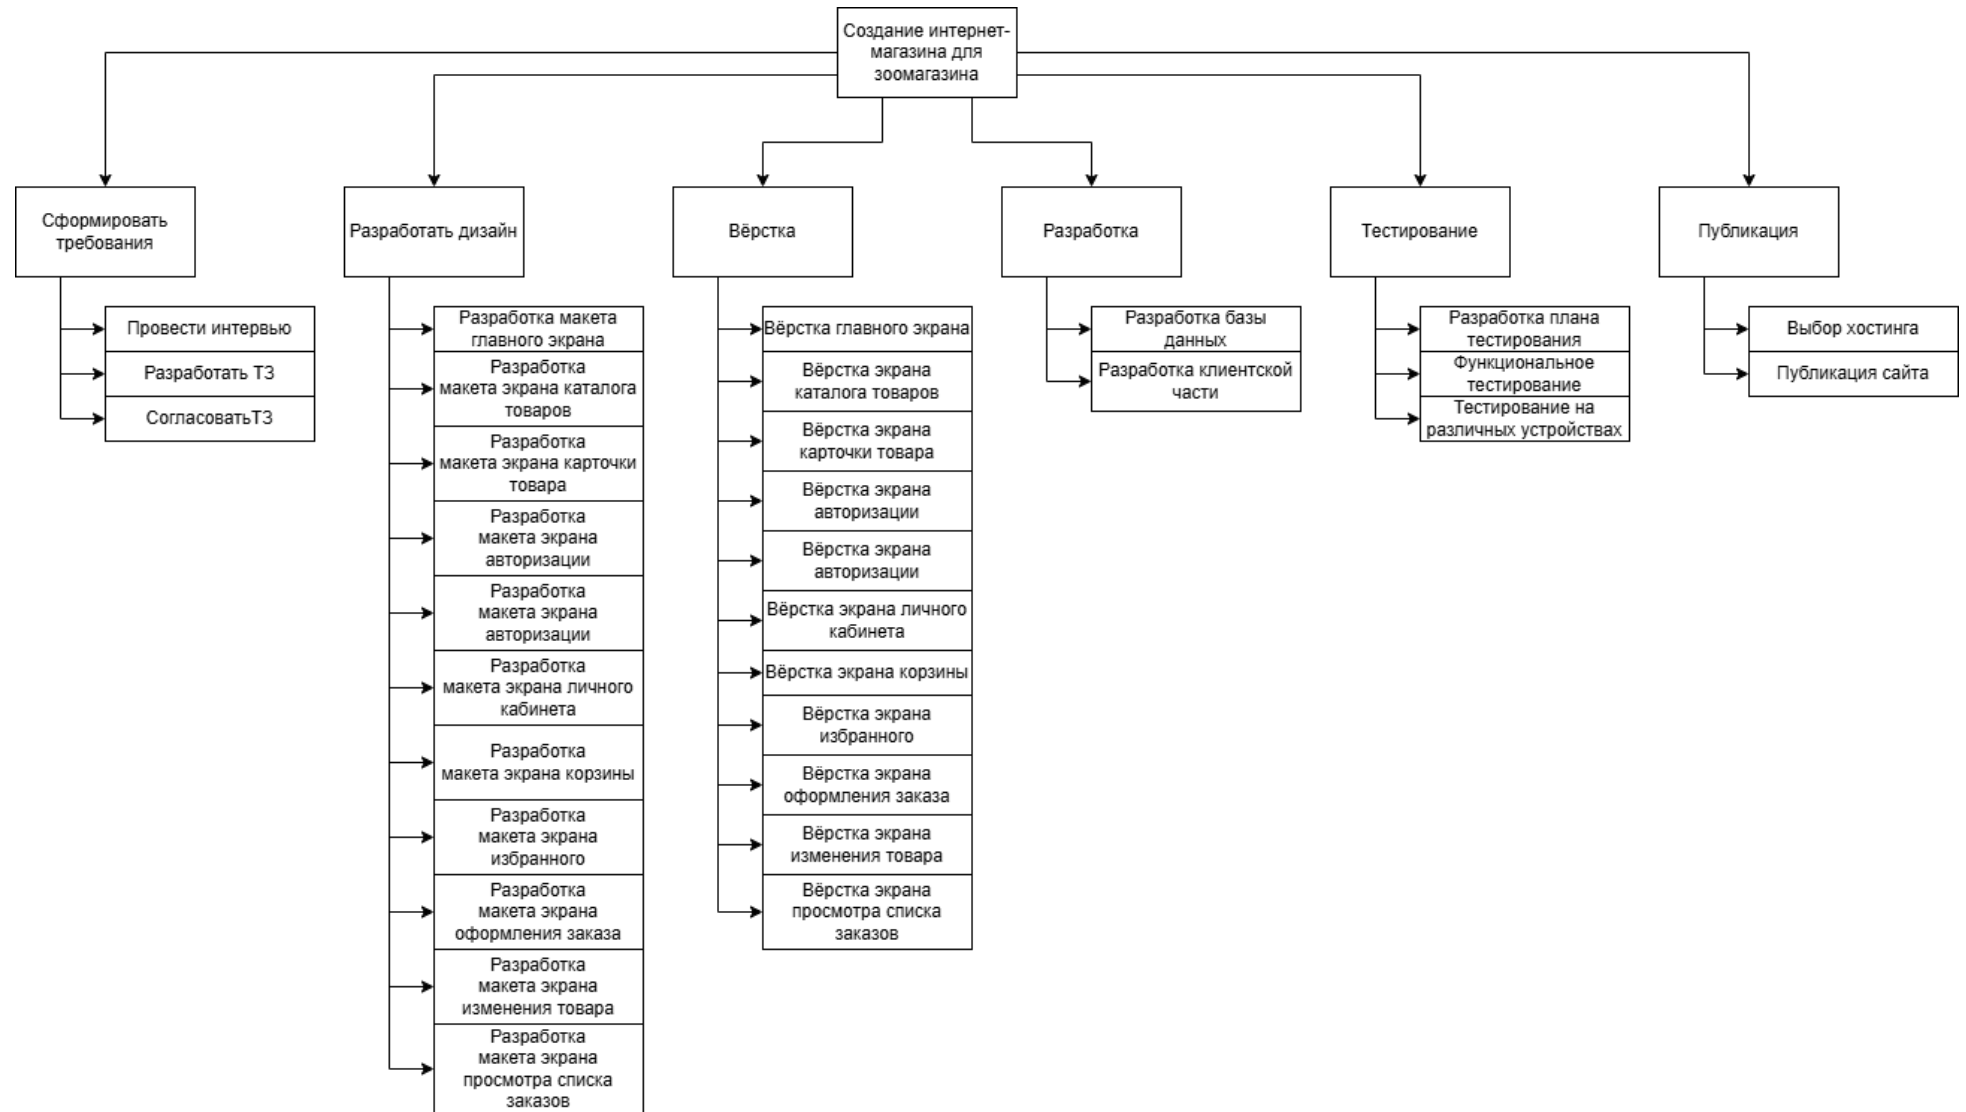 Создание интернет-
магазина для
зоомагазина
Сформировать
требования
Разработать дизайн
Вёрстка
Разработка
Тестирование
Публикация
Провести интервью
Разработать ТЗ
СогласоватьТЗ
Разработка макета
главного экрана
Разработка
макета экрана каталога
товаров
Разработка
макета экрана карточки
товара
Разработка
макета экрана
авторизации
Разработка
макета экрана
авторизации
Разработка
макета экрана личного
кабинета
Разработка
макета экрана корзины
Разработка
макета экрана
избранного
Разработка
макета экрана
оформления заказа
Разработка
макета экрана
изменения товара
Разработка
макета экрана
просмотра списка
заказов
Вёрстка главного экрана
Вёрстка экрана
каталога товаров
Вёрстка экрана
карточки товара
Вёрстка экрана
авторизации
Вёрстка экрана
авторизации
Вёрстка экрана личного
кабинета
Вёрстка экрана корзины
Вёрстка экрана
избранного
Вёрстка экрана
оформления заказа
Вёрстка экрана
изменения товара
Вёрстка экрана
просмотра списка
заказов
Разработка базы
данных
Разработка клиентской
части
Разработка плана
тестирования
Функциональное
тестирование
Тестирование на
различных устройствах
Выбор хостинга
Публикация сайта